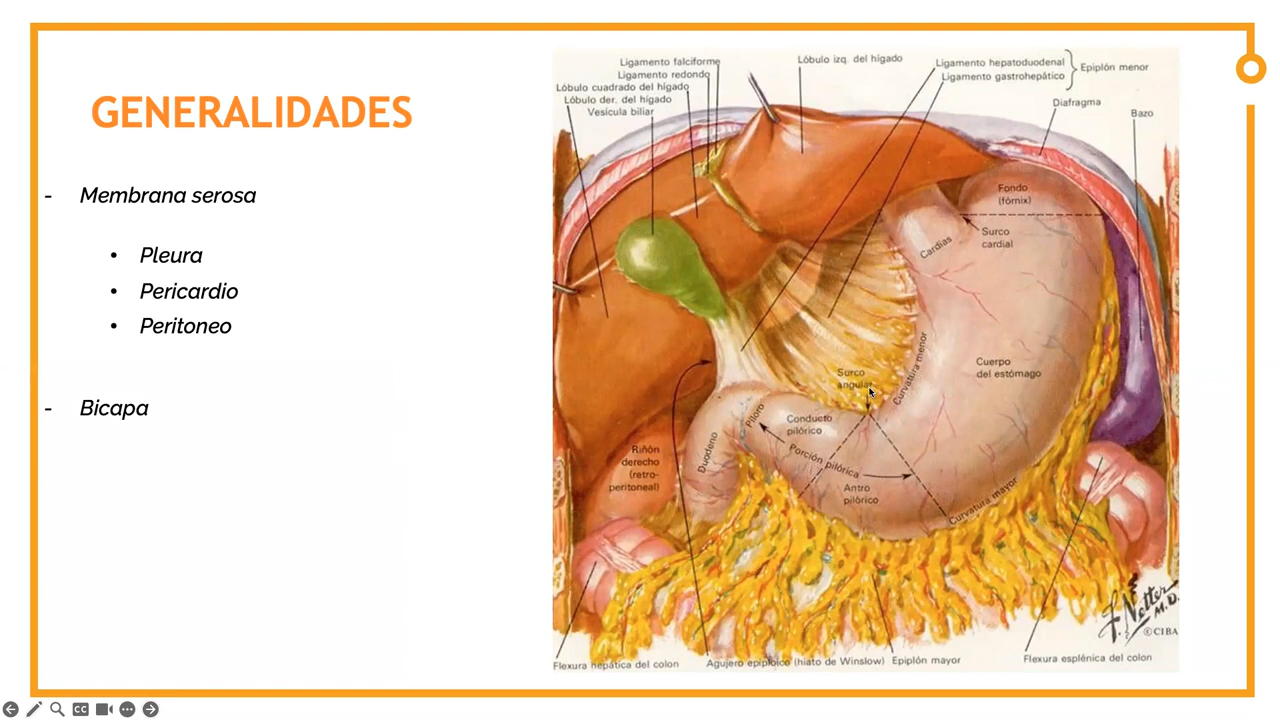 GENERALIDADES
- Membrana serosa
• Pleura
• Pericardio
• Peritoneo
- Bicapa
Ligamento falciforme
Ligamento redondo
Lóbulo cuadrado del hígado
Lóbulo der. del hígado
Vesícula biliar
Lóbulo izq. del hígado
Ligamento hepatoduodenal
Ligamento gastrohepático
Epiplón menor
Diafragma
Bazo
Fondo
(fórnix)
Surco
cardial
Cardias
Curvatura menor
Cuerpo
del estómago
Surco
angular
Píloro
Conducto
pilórico
Duodeno
Porción pilórica
Riñón
derecho
(retro-
peritoneal)
Antro
pilórico
Curvatura mayor
F. Netter
M.D.
©CIBA
Flexura hepática del colon
Agujero epiploico (hiato de Winslow)
Epiplón mayor
Flexura esplénica del colon
CC